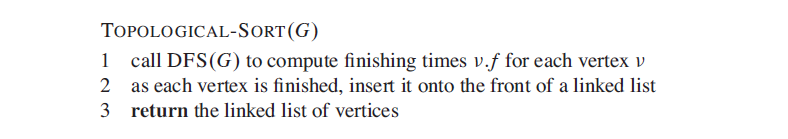 TOPOLOGICAL-SORT(G)
1 call DFS(G) to compute finishing times v.f for each vertex v
2 as each vertex is finished, insert it onto the front of a linked list
3 return the linked list of vertices